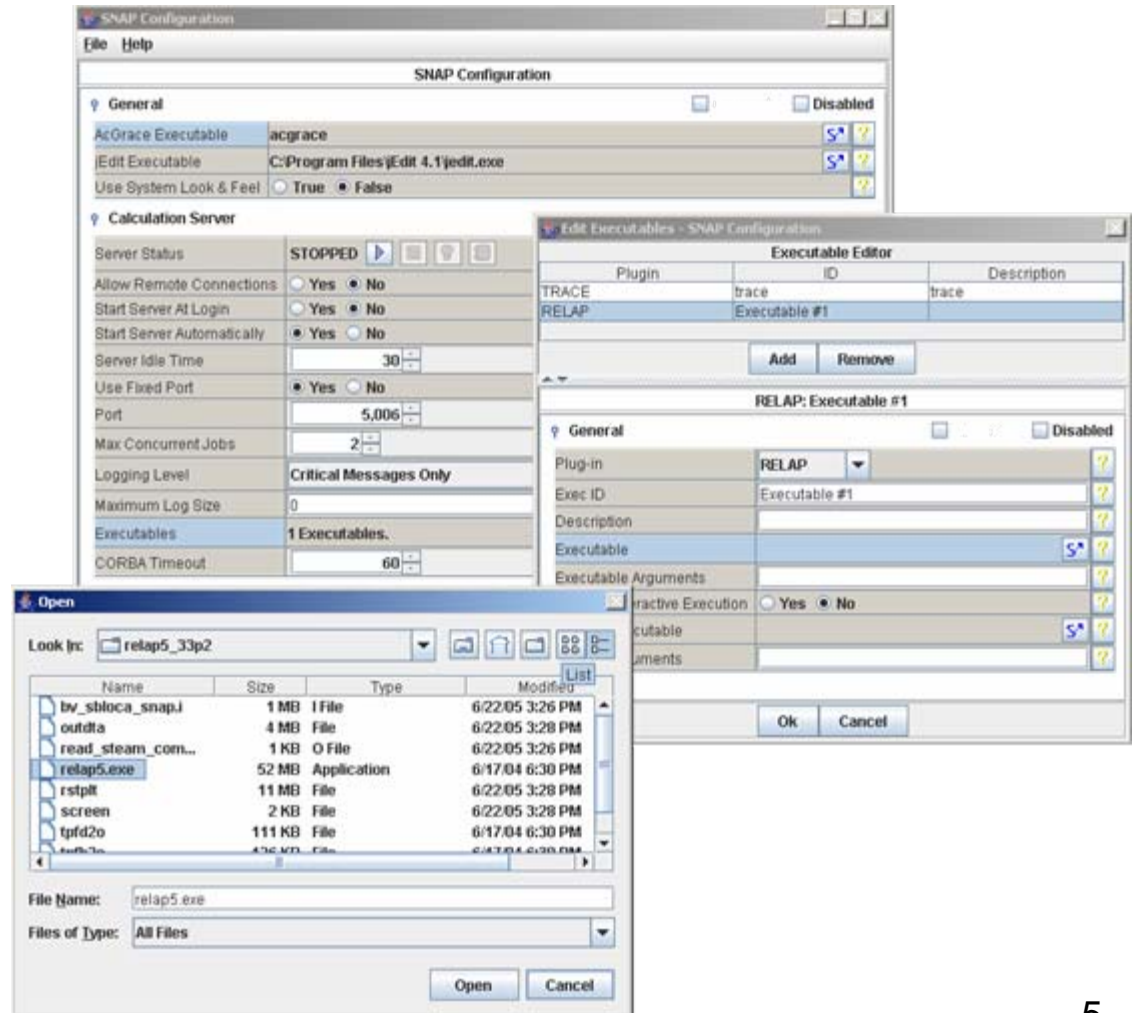 SNAP Configuration
File Help
SNAP Configuration
General Disabled
AcGrace Executable acgrace
jEdit Executable C:\Program Files\jEdit 4.1\jedit.exe
Use System Look & Feel True False
Calculation Server
Server Status STOPPED
Allow Remote Connections Yes No
Start Server At Login Yes No
Start Server Automatically Yes No
Server Idle Time 30
Use Fixed Port Yes No
Port 5,006
Max Concurrent Jobs 2
Logging Level Critical Messages Only
Maximum Log Size 0
Executables 1 Executables.
CORBA Timeout 60
Edit Executables - SNAP Configuration
Executable Editor
Plugin ID Description
TRACE trace trace
RELAP Executable #1
Add Remove
RELAP: Executable #1
General Disabled
Plug-in RELAP
Exec ID Executable #1
Description
Executable
Executable Arguments
ractive Execution Yes No
cutable
uments
Ok Cancel
Open
Look In: relap5_33p2
List
Name Size Type Modified
bv_sbloca_snap.i 1 MB I File 6/22/05 3:26 PM
outdta 4 MB File 6/22/05 3:28 PM
read_steam_com... 1 KB O File 6/22/05 3:26 PM
relap5.exe 52 MB Application 6/17/04 6:30 PM
rstplt 11 MB File 6/22/05 3:28 PM
screen 2 KB File 6/22/05 3:28 PM
tpfd2o 111 KB File 6/17/04 6:30 PM
File Name: relap5.exe
Files of Type: All Files
Open Cancel
5